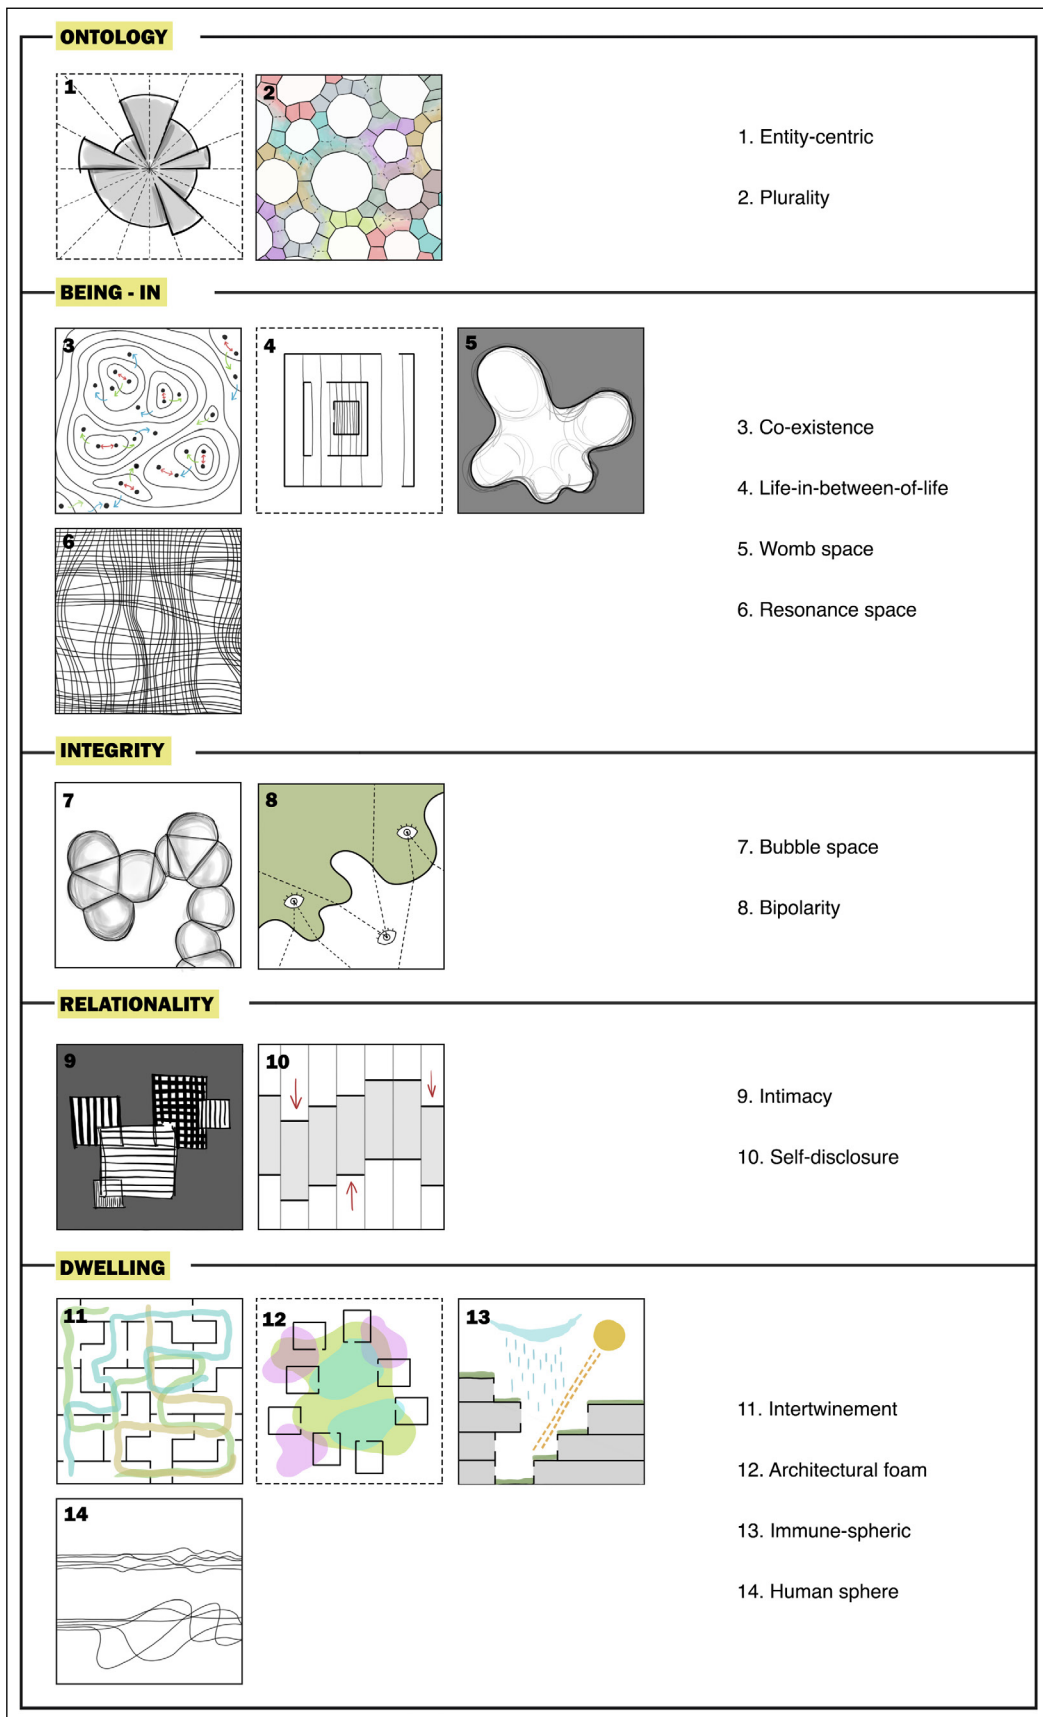 ONTOLOGY
1
2
1. Entity-centric
2. Plurality
BEING - IN
3
4
5
6
3. Co-existence
4. Life-in-between-of-life
5. Womb space
6. Resonance space
INTEGRITY
7
8
7. Bubble space
8. Bipolarity
RELATIONALITY
9
10
9. Intimacy
10. Self-disclosure
DWELLING
11
12
13
14
11. Intertwinement
12. Architectural foam
13. Immune-spheric
14. Human sphere